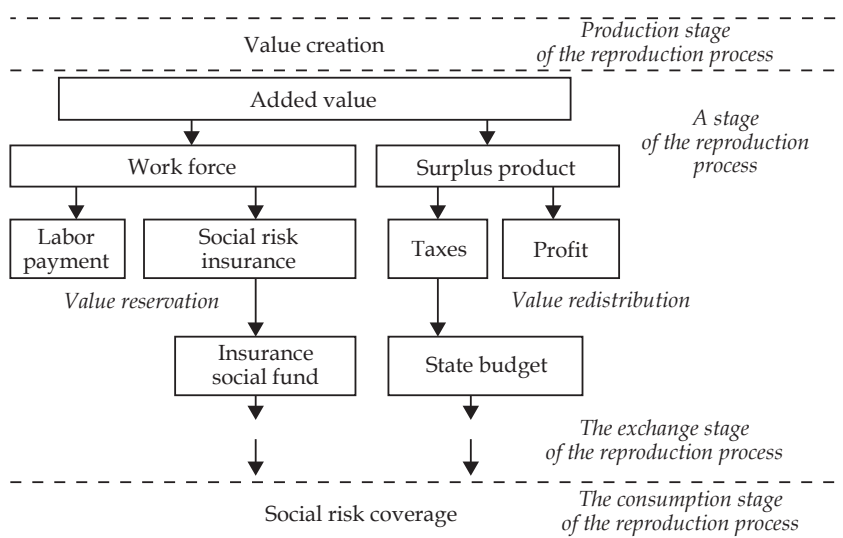 Value creation
Production stage
of the reproduction process
Added value
A stage
of the reproduction
process
Work force
Surplus product
Labor
payment
Social risk
insurance
Taxes
Profit
Value reservation
Value redistribution
Insurance
social fund
State budget
The exchange stage
of the reproduction process
Social risk coverage
The consumption stage
of the reproduction process